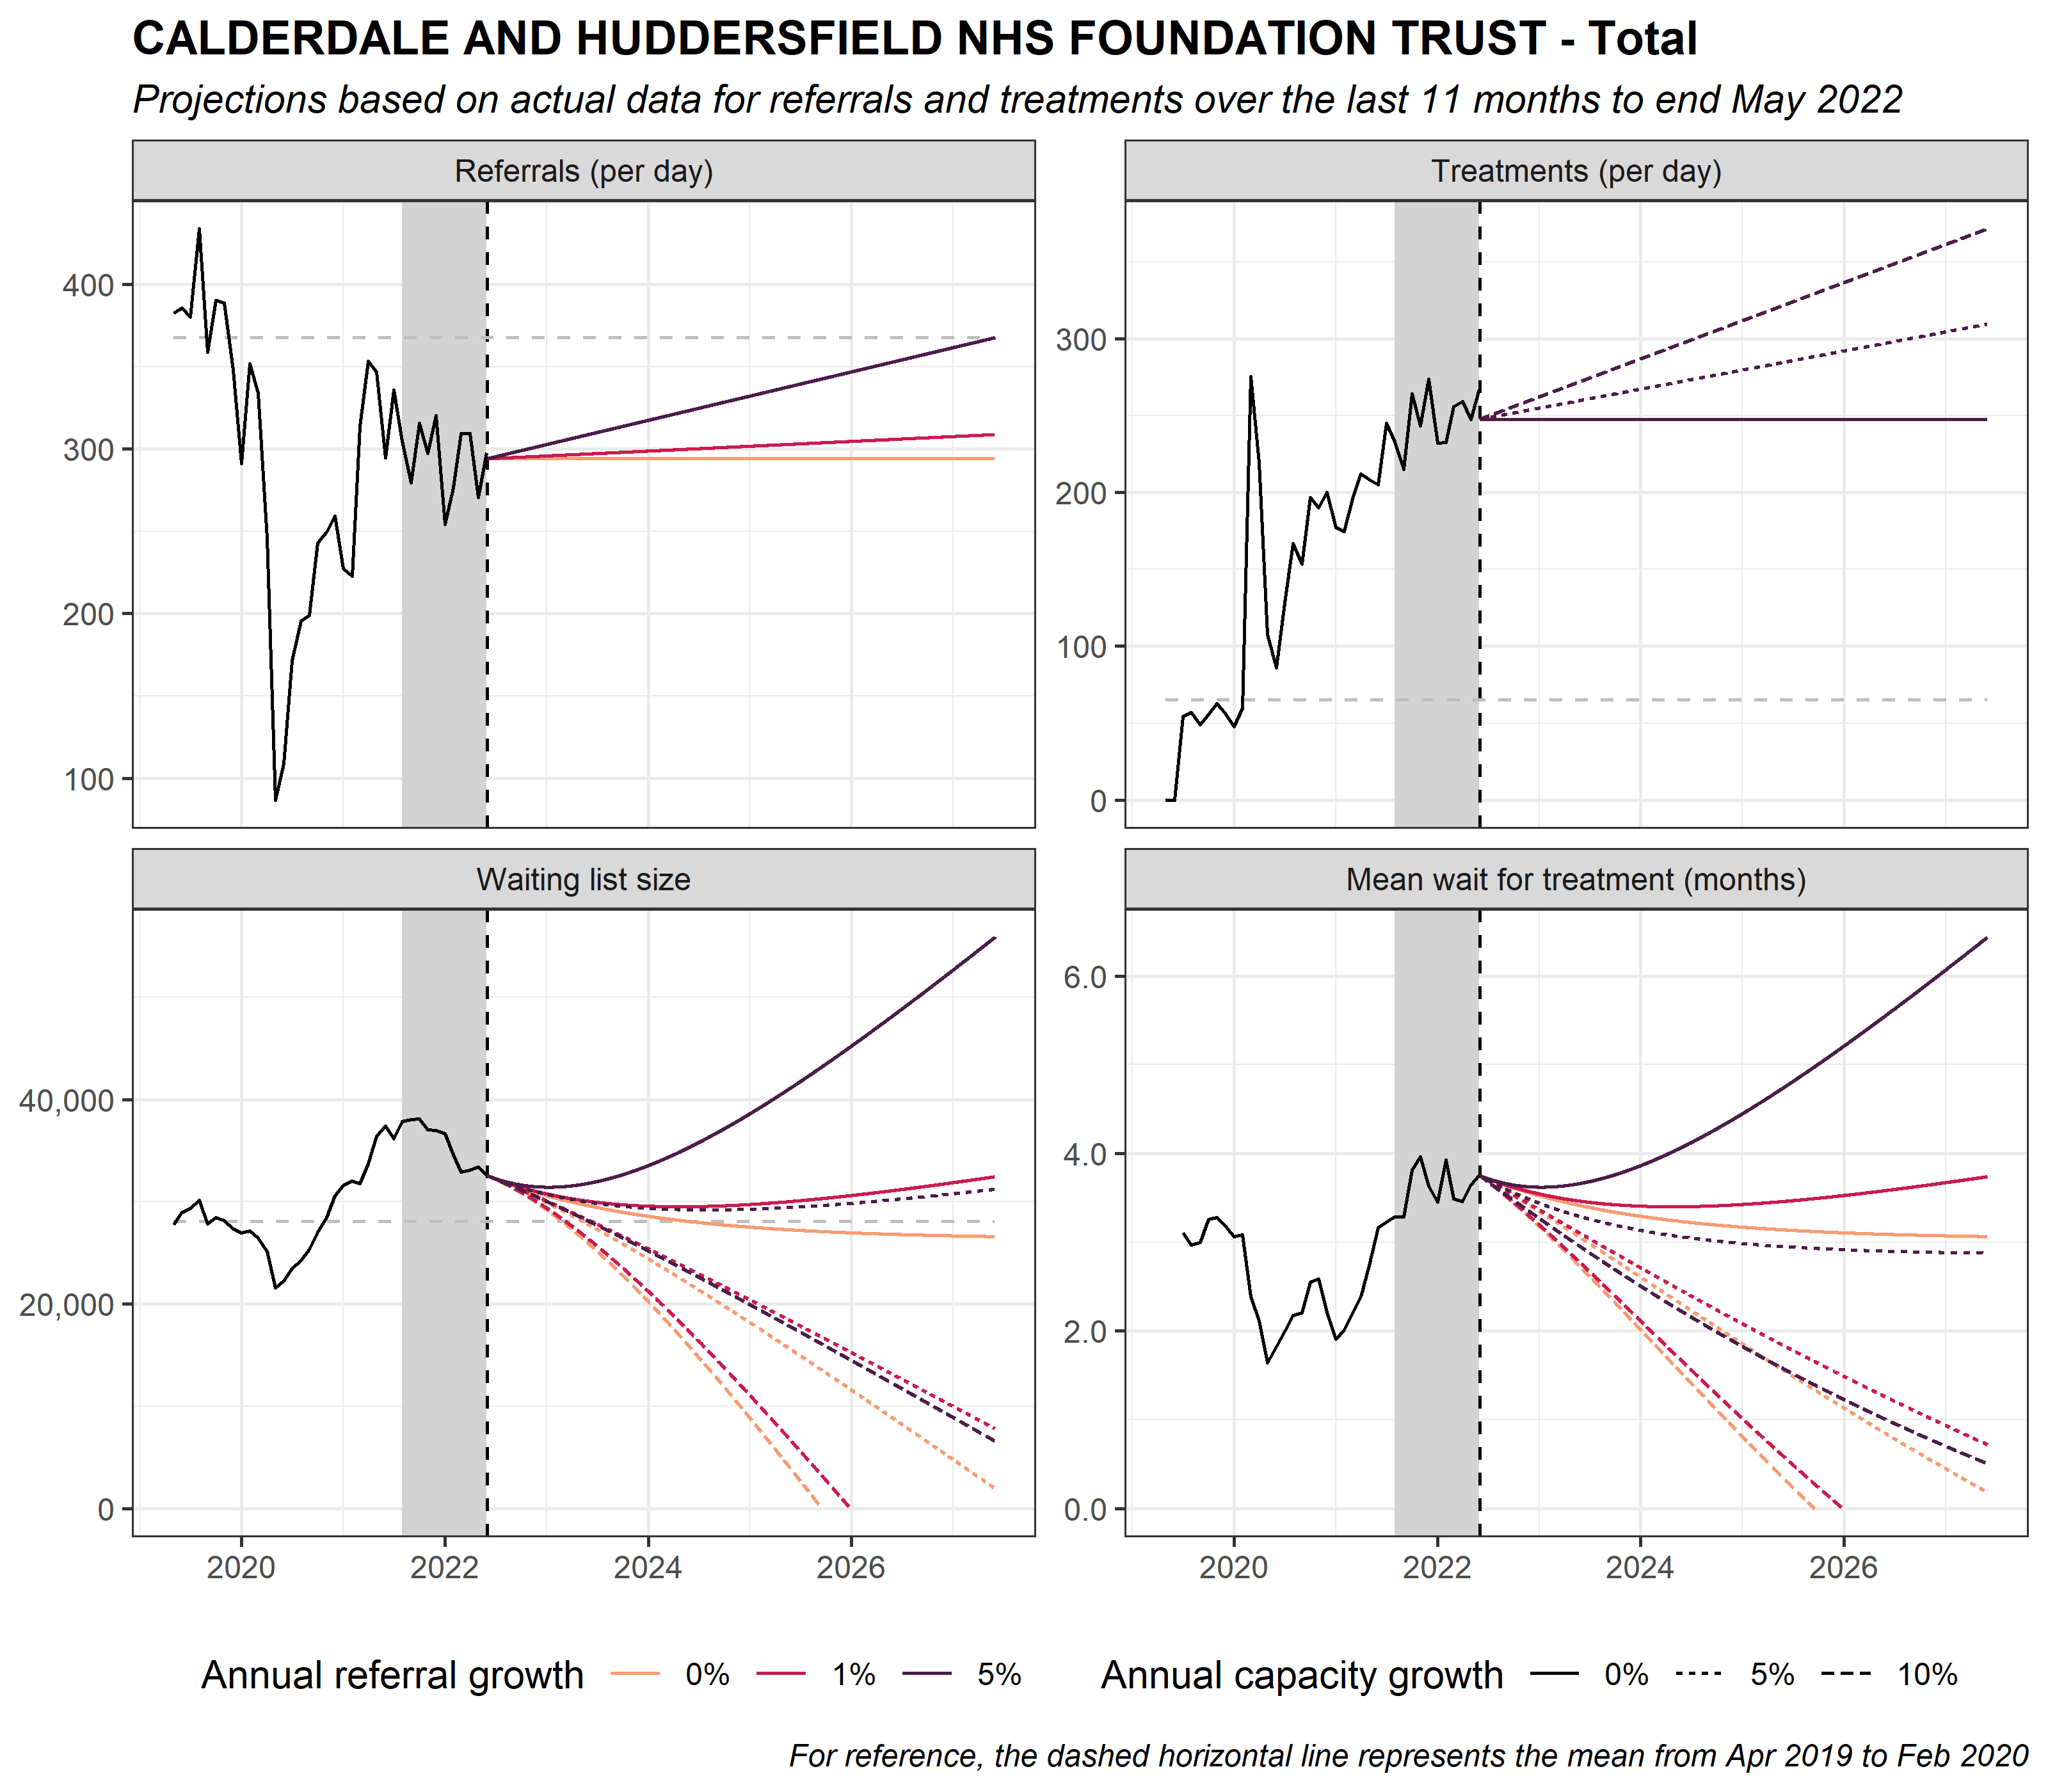 CALDERDALE AND HUDDERSFIELD NHS FOUNDATION TRUST - Total
Projections based on actual data for referrals and treatments over the last 11 months to end May 2022
Referrals (per day)
400
300
200
100
Treatments (per day)
300
200
100
0
Waiting list size
40,000
20,000
0
2020 2022 2024 2026
Mean wait for treatment (months)
6.0
4.0
2.0
0.0
2020 2022 2024 2026
Annual referral growth 0% 1% 5%
Annual capacity growth 0% 5% 10%
For reference, the dashed horizontal line represents the mean from Apr 2019 to Feb 2020